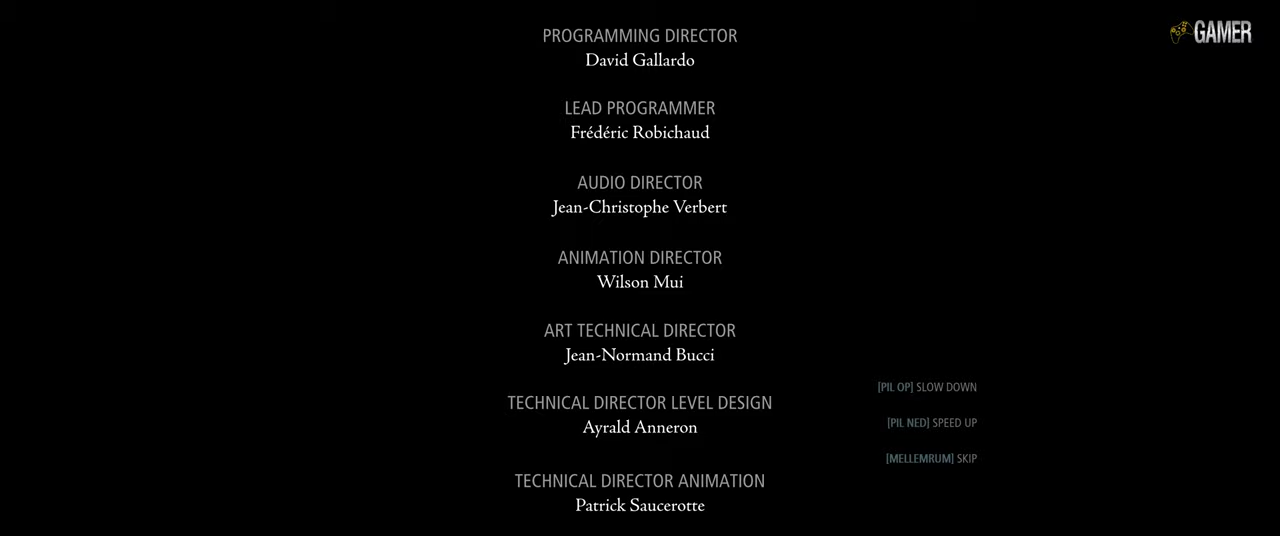 GAMER
PROGRAMMING DIRECTOR
David Gallardo
LEAD PROGRAMMER
Frédéric Robichaud
AUDIO DIRECTOR
Jean-Christophe Verbert
ANIMATION DIRECTOR
Wilson Mui
ART TECHNICAL DIRECTOR
Jean-Normand Bucci
TECHNICAL DIRECTOR LEVEL DESIGN
Ayrald Anneron
TECHNICAL DIRECTOR ANIMATION
Patrick Saucerotte
[PIL OP] SLOW DOWN
[PIL NED] SPEED UP
[MELLEMRUM] SKIP